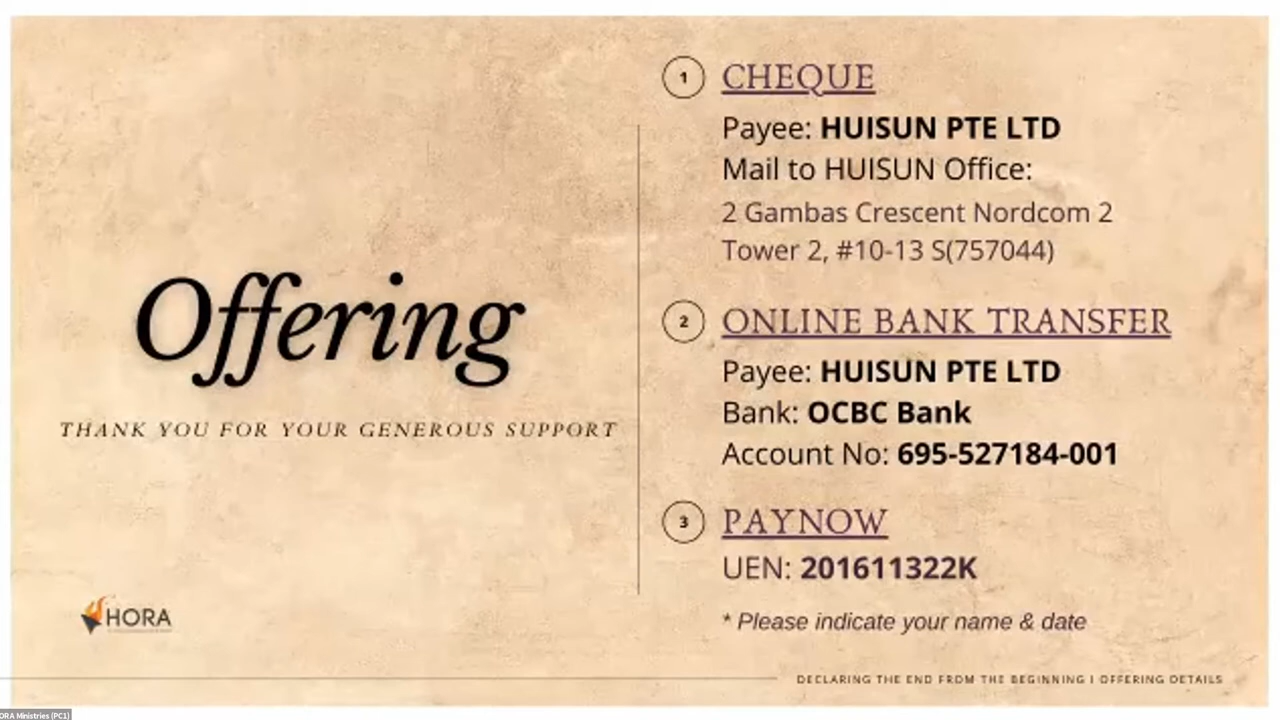 Offering
THANK YOU FOR YOUR GENEROUS SUPPORT
HORA
1 CHEQUE
Payee: HUISUN PTE LTD
Mail to HUISUN Office:
2 Gambas Crescent Nordcom 2
Tower 2, #10-13 S(757044)
2 ONLINE BANK TRANSFER
Payee: HUISUN PTE LTD
Bank: OCBC Bank
Account No: 695-527184-001
3 PAYNOW
UEN: 201611322K
* Please indicate your name & date
DECLARING THE END FROM THE BEGINNING I OFFERING DETAILS
ORA Ministries (PC1)